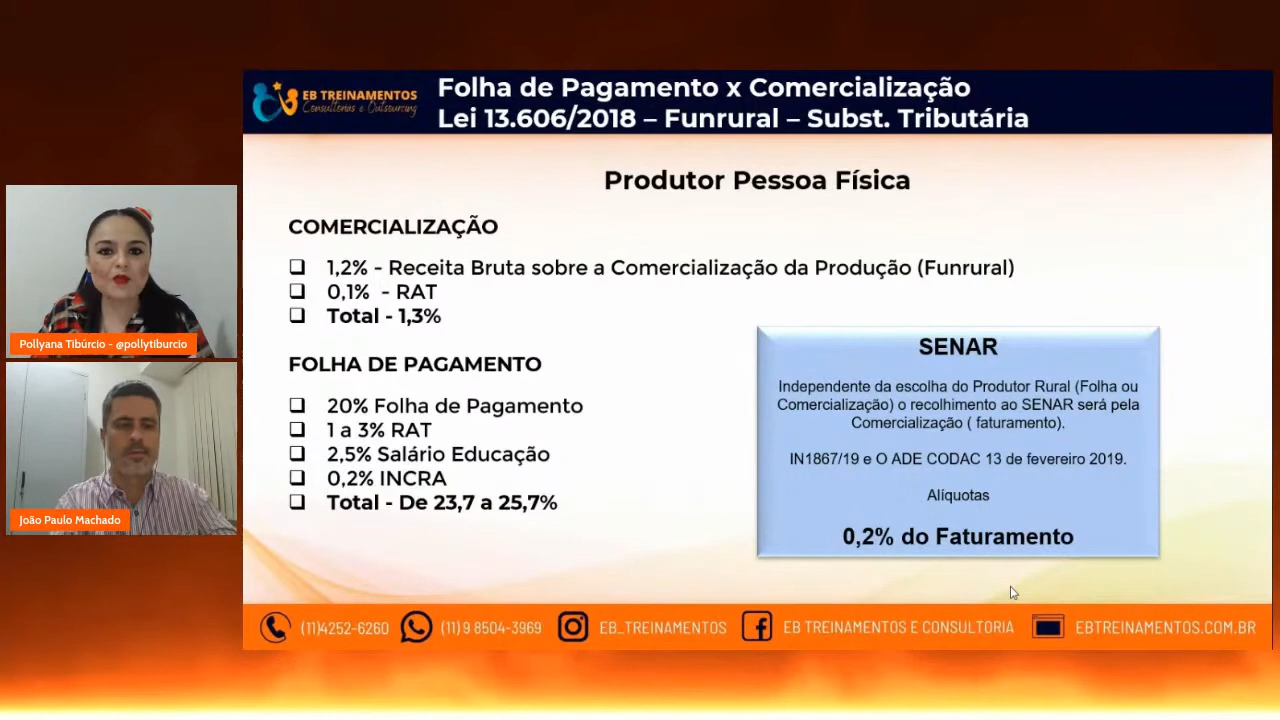 EB TREINAMENTOS
Consultorias e Outsourcing
Folha de Pagamento x Comercialização
Lei 13.606/2018 – Funrural – Subst. Tributária
Produtor Pessoa Física
COMERCIALIZAÇÃO
1,2% - Receita Bruta sobre a Comercialização da Produção (Funrural)
0,1% - RAT
Total - 1,3%
FOLHA DE PAGAMENTO
20% Folha de Pagamento
1 a 3% RAT
2,5% Salário Educação
0,2% INCRA
Total - De 23,7 a 25,7%
SENAR
Independente da escolha do Produtor Rural (Folha ou
Comercialização) o recolhimento ao SENAR será pela
Comercialização ( faturamento).
IN1867/19 e O ADE CODAC 13 de fevereiro 2019.
Alíquotas
0,2% do Faturamento
Pollyana Tibúrcio - @pollytiburcio
João Paulo Machado
(11)4252-6260
(11) 9 8504-3969
EB_TREINAMENTOS
EB TREINAMENTOS E CONSULTORIA
EBTREINAMENTOS.COM.BR